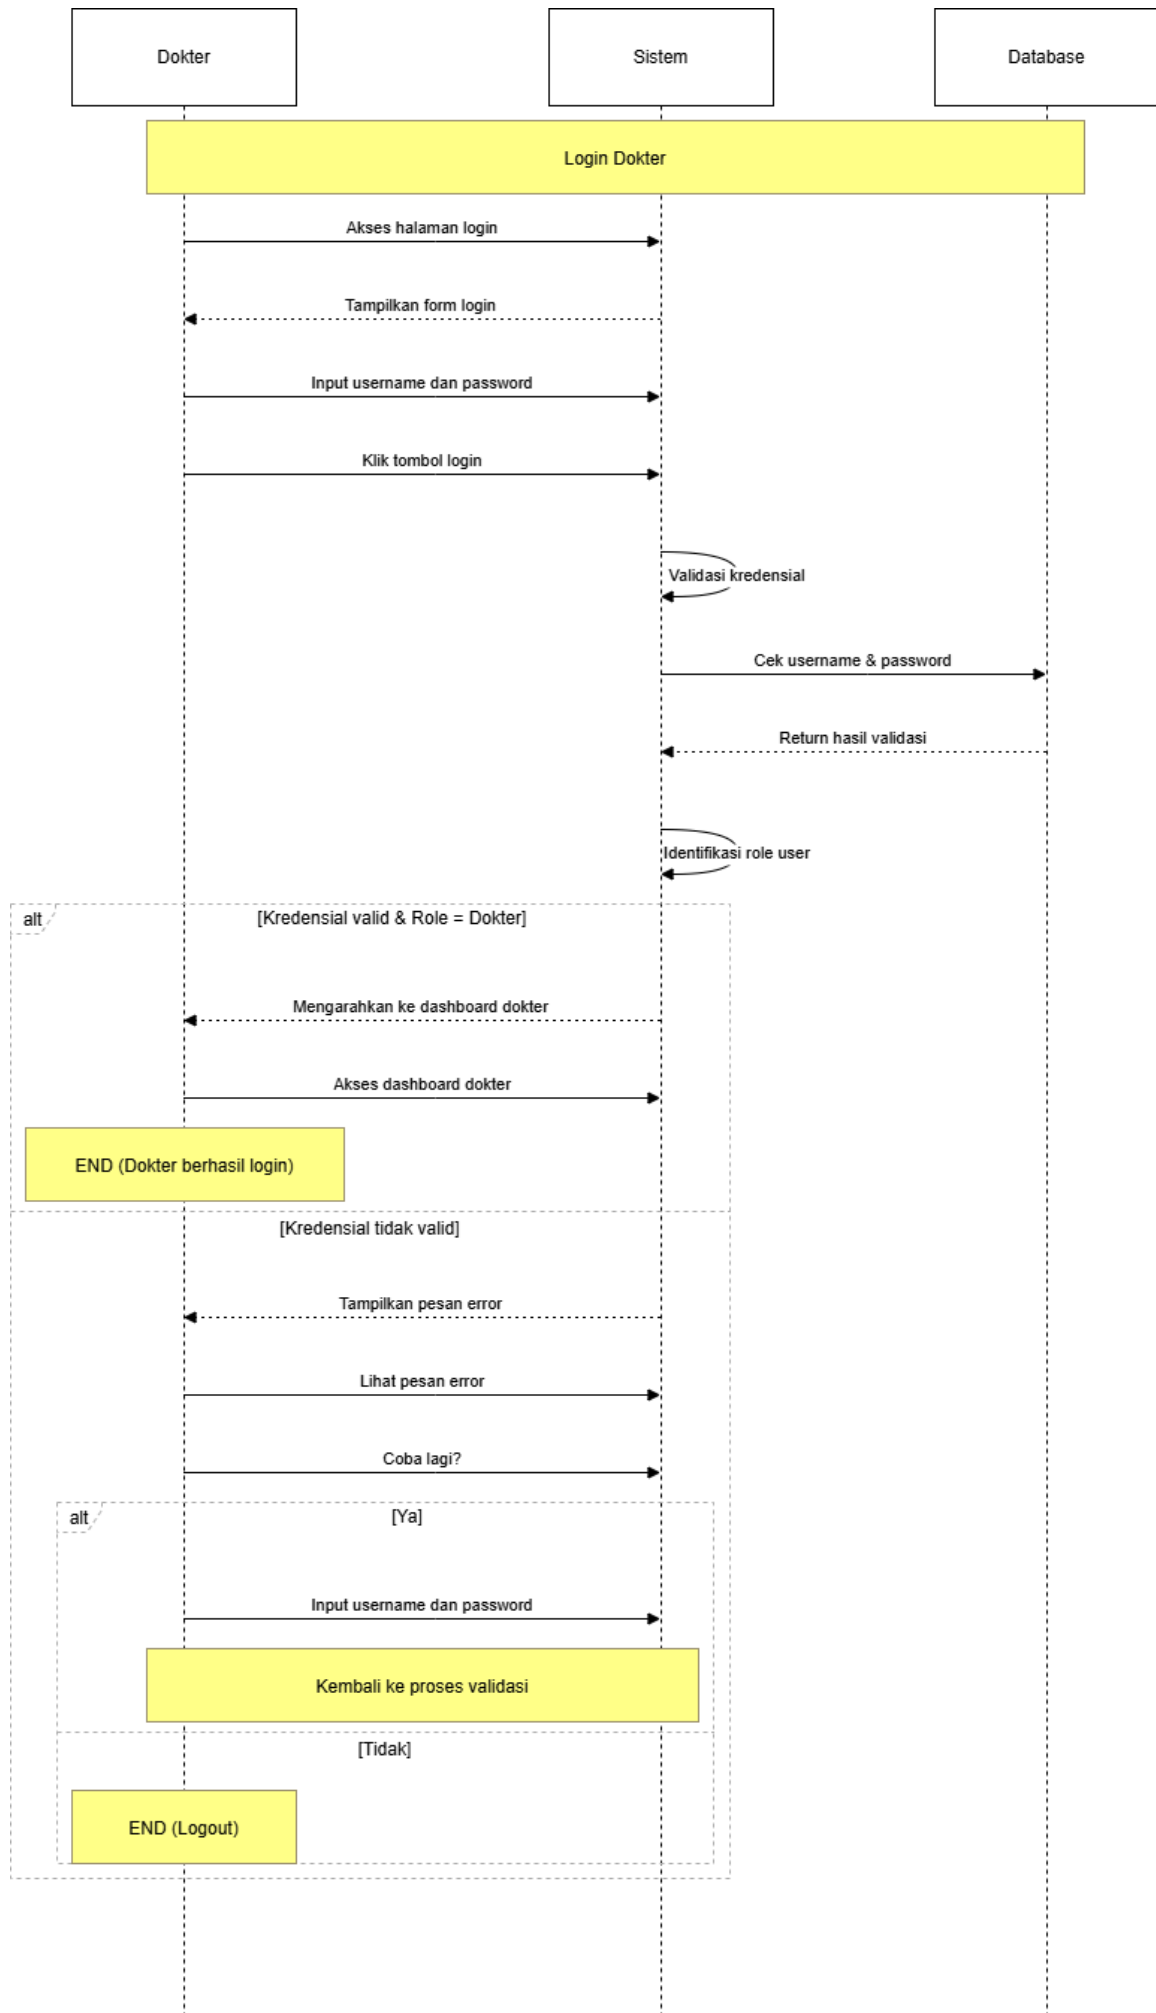 Dokter
Sistem
Database
Login Dokter
Akses halaman login
Tampilkan form login
Input username dan password
Klik tombol login
Validasi kredensial
Cek username & password
Return hasil validasi
Identifikasi role user
alt
[Kredensial valid & Role = Dokter]
Mengarahkan ke dashboard dokter
Akses dashboard dokter
END (Dokter berhasil login)
[Kredensial tidak valid]
Tampilkan pesan error
Lihat pesan error
Coba lagi?
alt
[Ya]
Input username dan password
Kembali ke proses validasi
[Tidak]
END (Logout)